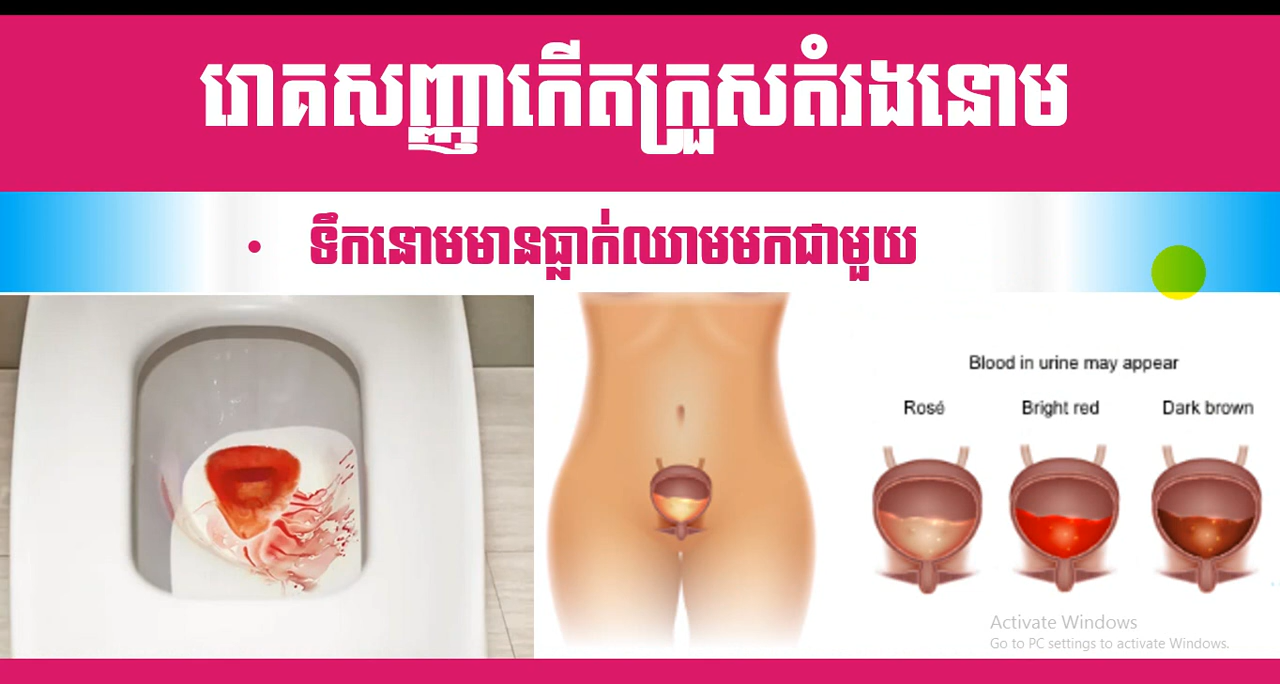 រោគសញ្ញាកើតក្រួសតំរងនោម
• ទឹកនោមមានធ្លាក់ឈាមមកជាមួយ
Blood in urine may appear
Rosé Bright red Dark brown
Activate Windows
Go to PC settings to activate Windows.